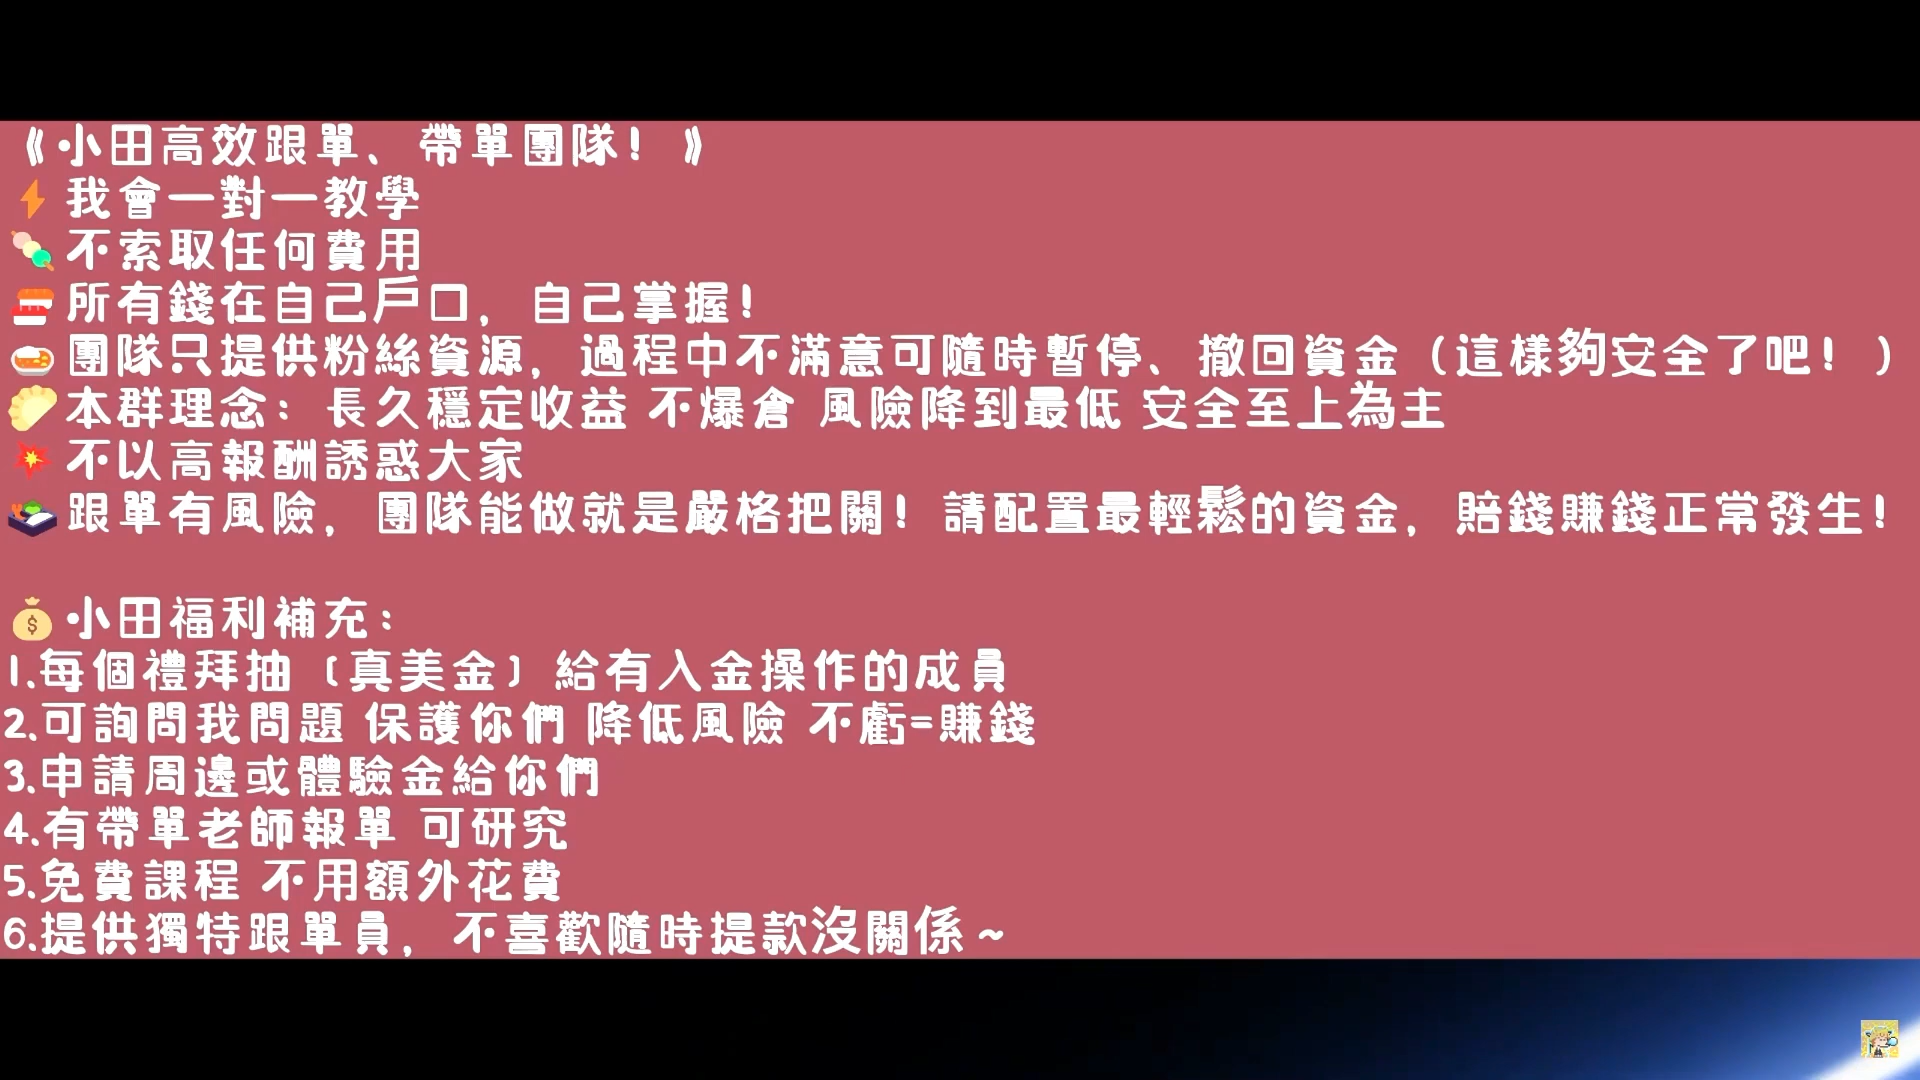 《小田高效跟單、帶單團隊！》
⚡我會一對一教學
🍡不索取任何費用
🍣所有錢在自己戶口，自己掌握！
🍛團隊只提供粉絲資源，過程中不滿意可隨時暫停、撤回資金（這樣夠安全了吧！）
🥟本群理念：長久穩定收益 不爆倉 風險降到最低 安全至上為主
💥不以高報酬誘惑大家
🍱跟單有風險，團隊能做就是嚴格把關！請配置最輕鬆的資金，賠錢賺錢正常發生！
💰小田福利補充：
1.每個禮拜抽〔真美金〕給有入金操作的成員
2.可詢問我問題 保護你們 降低風險 不虧=賺錢
3.申請周邊或體驗金給你們
4.有帶單老師報單 可研究
5.免費課程 不用額外花費
6.提供獨特跟單員，不喜歡隨時提款沒關係～